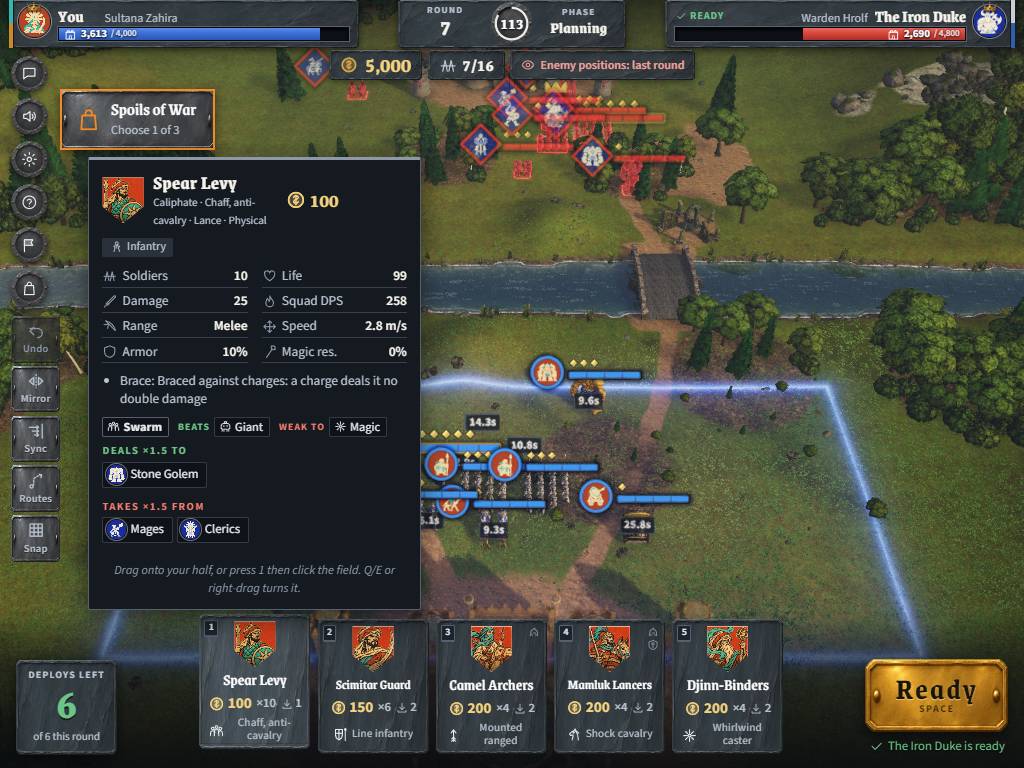 You Sultana Zahira
3,613 / 4,000
ROUND
7
113
PHASE
Planning
READY
Warden Hrolf The Iron Duke
2,690 / 4,800
5,000
7/16
Enemy positions: last round
Spoils of War
Choose 1 of 3
Spear Levy
Caliphate · Chaff, anti-
cavalry · Lance · Physical
100
Infantry
Soldiers 10
Life 99
Damage 25
Squad DPS 258
Range Melee
Speed 2.8 m/s
Armor 10%
Magic res. 0%
• Brace: Braced against charges: a charge deals it no
double damage
Swarm BEATS Giant WEAK TO Magic
DEALS ×1.5 TO
Stone Golem
TAKES ×1.5 FROM
Mages Clerics
Drag onto your half, or press 1 then click the field. Q/E or
right-drag turns it.
Undo
Mirror
Sync
Routes
Snap
9.6s
14.3s
10.8s
9.3s
25.8s
DEPLOYS LEFT
6
of 6 this round
1
Spear Levy
100 ×10 1
Chaff, anti-
cavalry
2
Scimitar Guard
150 ×6 2
Line infantry
3
Camel Archers
200 ×4 2
Mounted
ranged
4
Mamluk Lancers
200 ×4 2
Shock cavalry
5
Djinn-Binders
200 ×4 2
Whirlwind
caster
Ready
SPACE
The Iron Duke is ready